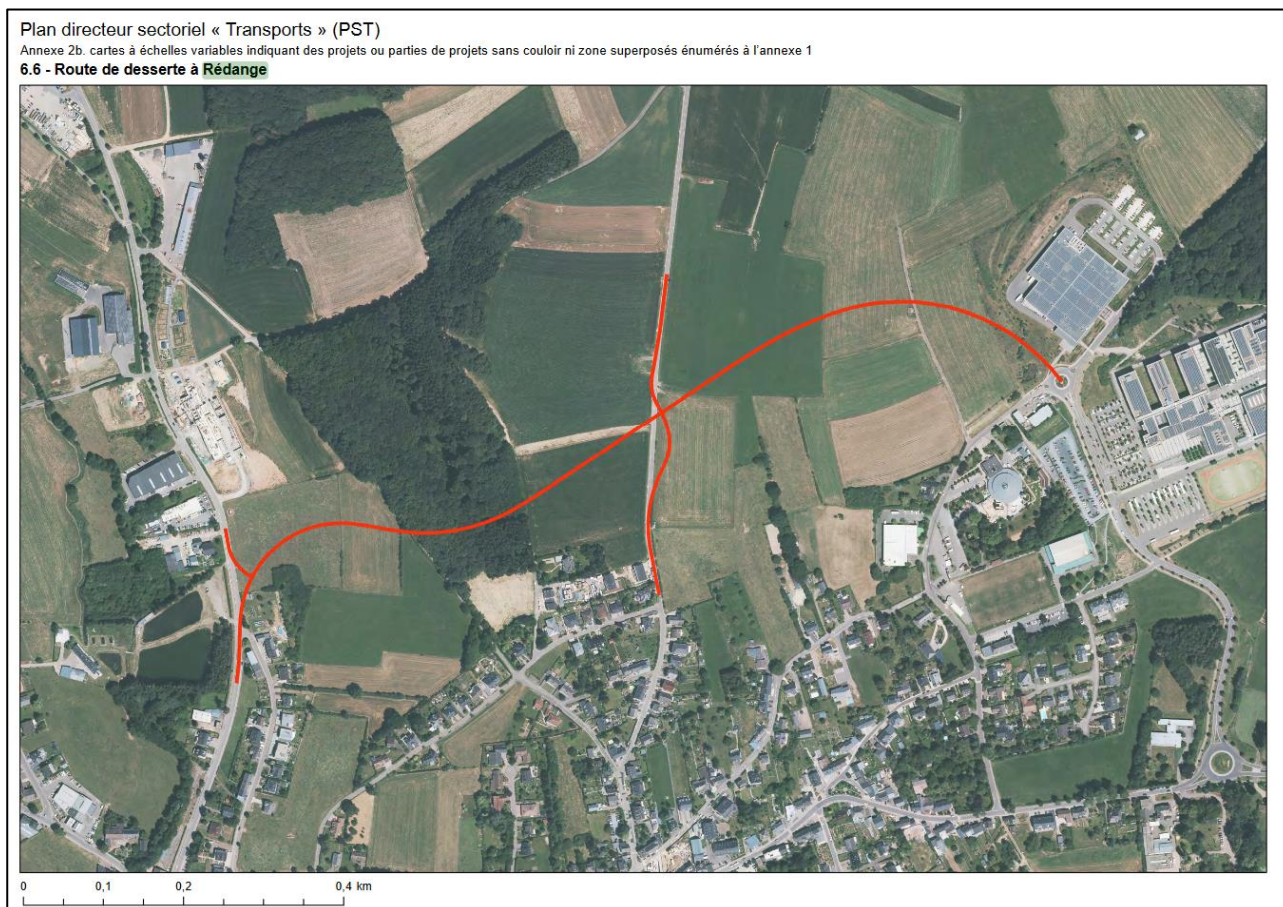 Plan directeur sectoriel « Transports » (PST)
Annexe 2b. cartes à échelles variables indiquant des projets ou parties de projets sans couloir ni zone superposés énumérés à l'annexe 1
6.6 - Route de desserte à Rédange
0 0,1 0,2 0,4 km